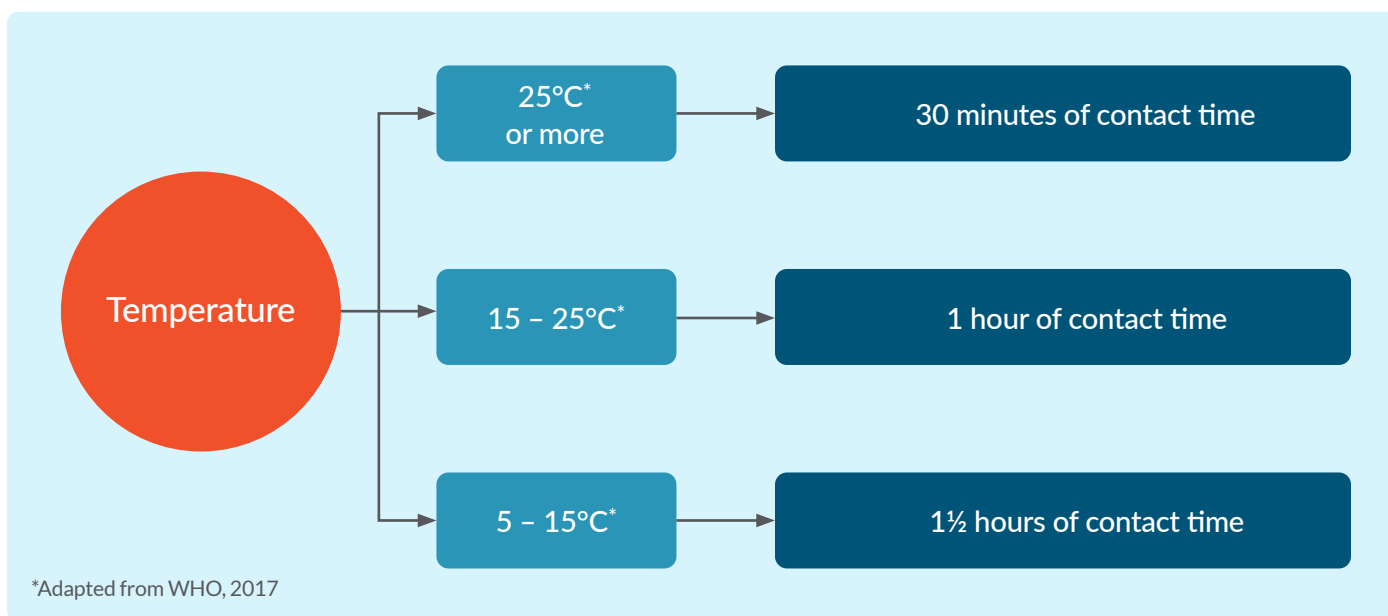 Temperature
25°C*
or more
30 minutes of contact time
15 – 25°C*
1 hour of contact time
5 – 15°C*
1½ hours of contact time
*Adapted from WHO, 2017